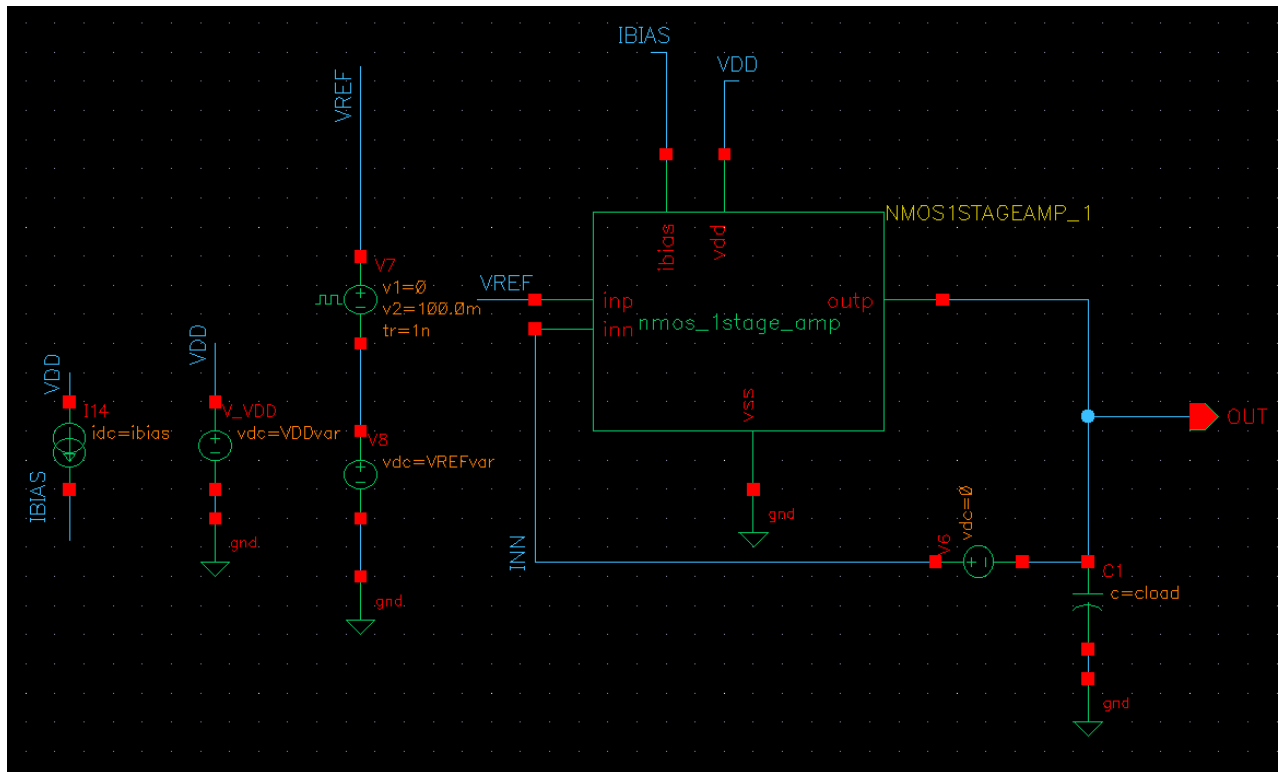 IBIAS
VDD
VREF
NMOS1STAGEAMP_1
ibias
vdd
V7
v1=0
v2=100.0m
tr=1n
VREF
inp
outp
inn
nmos_1stage_amp
VDD
VDD
vss
I14
idc=ibias
V_VDD
vdc=VDDvar
V8
vdc=VREFvar
OUT
IBIAS
gnd
gnd
INN
V6
vdc=0
C1
c=cload
gnd
gnd